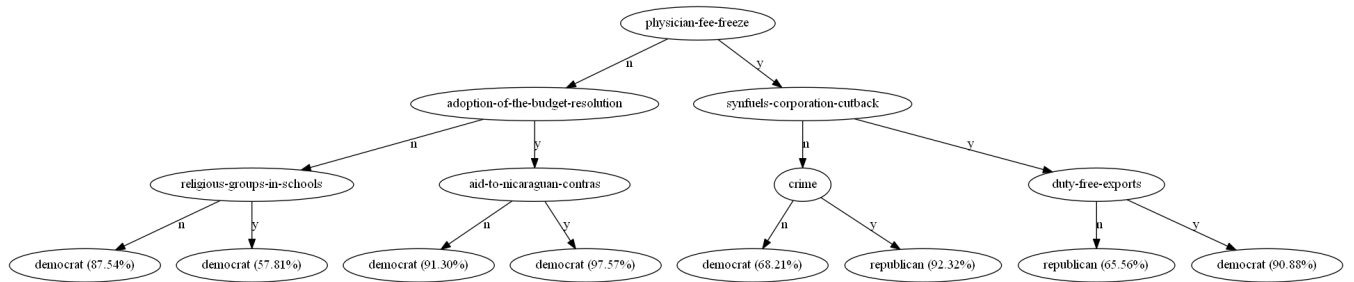 physician-fee-freeze
n
y
adoption-of-the-budget-resolution
synfuels-corporation-cutback
n
y
n
y
religious-groups-in-schools
aid-to-nicaraguan-contras
crime
duty-free-exports
n
y
n
y
n
y
n
y
democrat (87.54%)
democrat (57.81%)
democrat (91.30%)
democrat (97.57%)
democrat (68.21%)
republican (92.32%)
republican (65.56%)
democrat (90.88%)